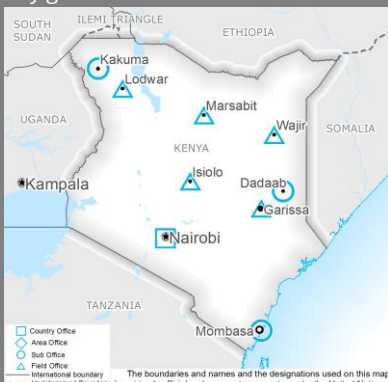 SOUTH SUDAN
ILEMI TRIANGLE
ETHIOPIA
Kakuma
Lodwar
Marsabit
UGANDA
Wajir
SOMALIA
KENYA
Isiolo
Dadaab
Kampala
Garissa
Nairobi
TANZANIA
Mombasa
Country Office
Area Office
Sub Office
Field Office
International boundary
The boundaries and names and the designations used on this map